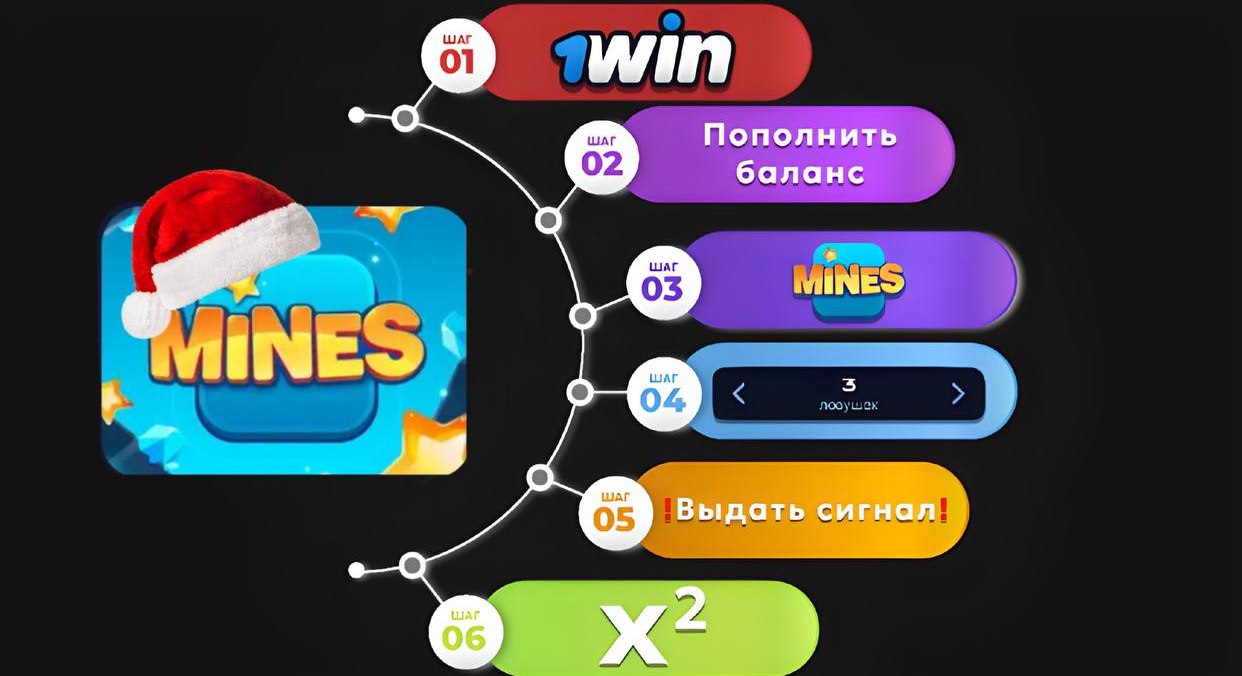 ШАГ
01
1win
ШАГ
02
Пополнить
баланс
MiNES
ШАГ
03
MiNES
ШАГ
04
3
ловушек
ШАГ
05
!Выдать сигнал!
ШАГ
06
x²